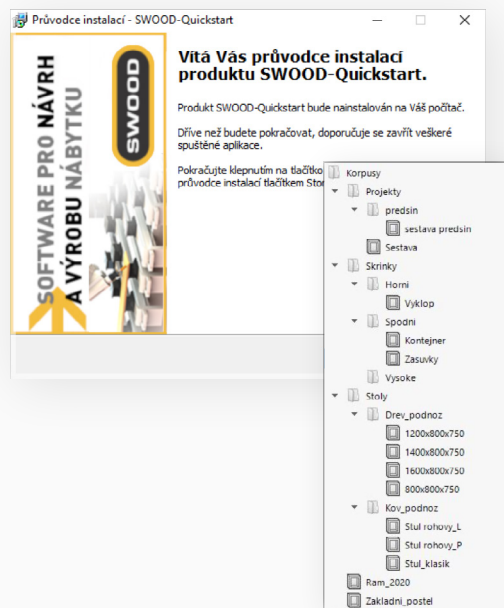 Průvodce instalací - SWOOD-Quickstart
SOFTWARE PRO NÁVRH
A VÝROBU NÁBYTKU
SWOOD
Vítá Vás průvodce instalací
produktu SWOOD-Quickstart.
Produkt SWOOD-Quickstart bude nainstalován na Váš počítač.
Dříve než budete pokračovat, doporučuje se zavřít veškeré
spuštěné aplikace.
Pokračujte klepnutím na tlačítko
průvodce instalací tlačítkem
Korpusy
Projekty
predsin
sestava predsin
Sestava
Skrinky
Horni
Vyklop
Spodni
Kontejner
Zasuvky
Vysoke
Stoly
Drev_podnoz
1200x800x750
1400x800x750
1600x800x750
800x800x750
Kov_podnoz
Stul rohovy_L
Stul rohovy_P
Stul_klasik
Ram_2020
Zakladni_postel